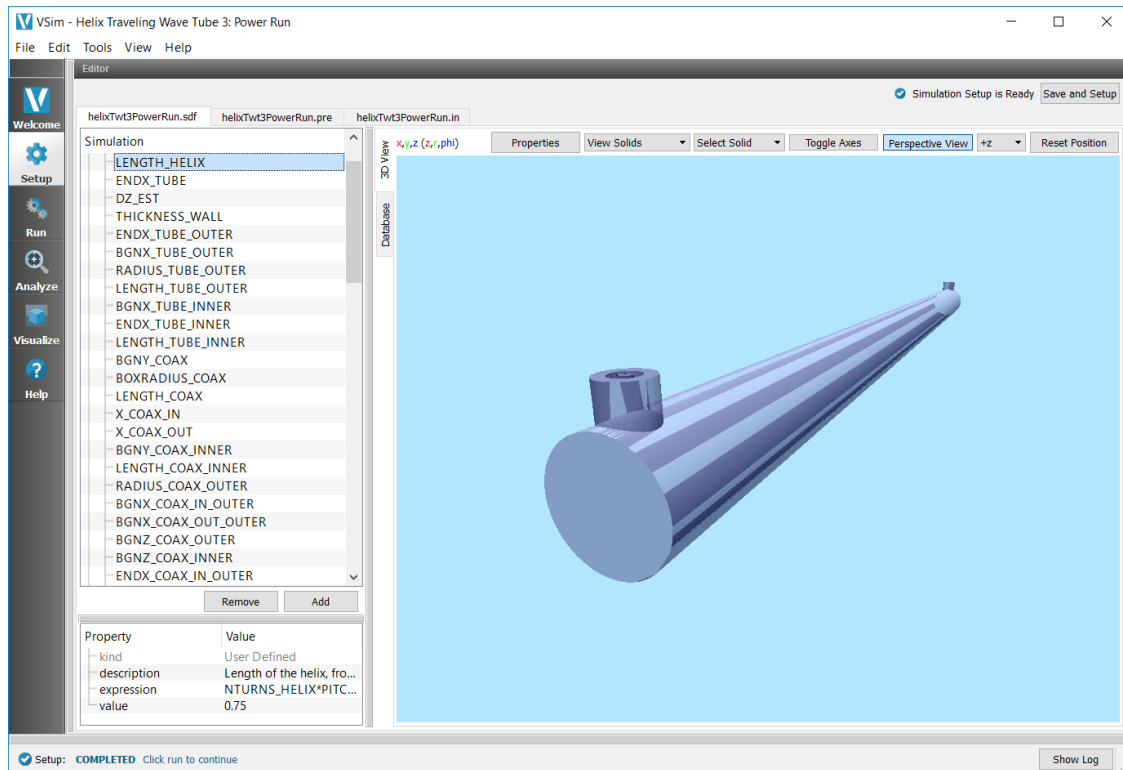 VSim - Helix Traveling Wave Tube 3: Power Run
File Edit Tools View Help
Editor
Simulation Setup is Ready Save and Setup
Welcome
Setup
Run
Analyze
Visualize
Help
helixTwt3PowerRun.sdf helixTwt3PowerRun.pre helixTwt3PowerRun.in
Simulation
LENGTH_HELIX
ENDX_TUBE
DZ_EST
THICKNESS_WALL
ENDX_TUBE_OUTER
BGNX_TUBE_OUTER
RADIUS_TUBE_OUTER
LENGTH_TUBE_OUTER
BGNX_TUBE_INNER
ENDX_TUBE_INNER
LENGTH_TUBE_INNER
BGNY_COAX
BOXRADIUS_COAX
LENGTH_COAX
X_COAX_IN
X_COAX_OUT
BGNY_COAX_INNER
LENGTH_COAX_INNER
RADIUS_COAX_OUTER
BGNX_COAX_IN_OUTER
BGNX_COAX_OUT_OUTER
BGNZ_COAX_OUTER
BGNZ_COAX_INNER
ENDX_COAX_IN_OUTER
Remove Add
Property Value
kind User Defined
description Length of the helix, fro...
expression NTURNS_HELIX*PITC...
value 0.75
3D View
Database
x,y,z (z,r,phi) Properties View Solids Select Solid Toggle Axes Perspective View +z Reset Position
Setup: COMPLETED Click run to continue
Show Log